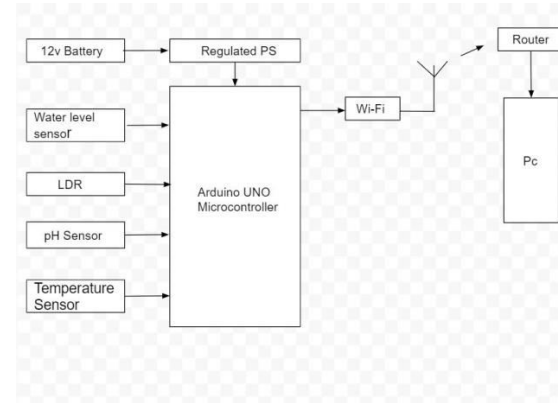 12v Battery
Regulated PS
Router
Water level
sensor
Wi-Fi
LDR
Arduino UNO
Microcontroller
Pc
pH Sensor
Temperature
Sensor